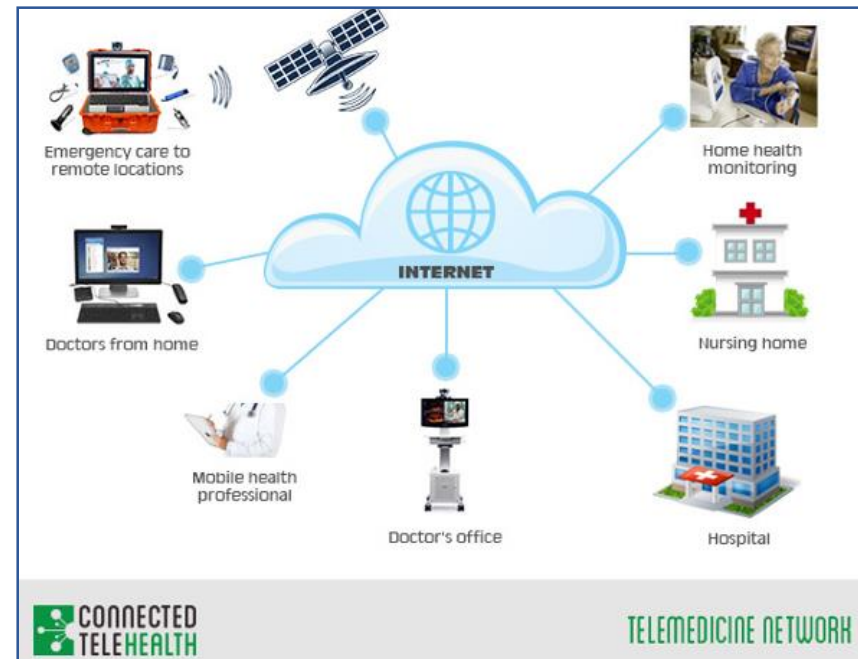 Emergency care to
remote locations
Home health
monitoring
INTERNET
Doctors from home
Nursing home
Mobile health
professional
Doctor's office
Hospital
CONNECTED
TELEHEALTH
TELEMEDICINE NETWORK